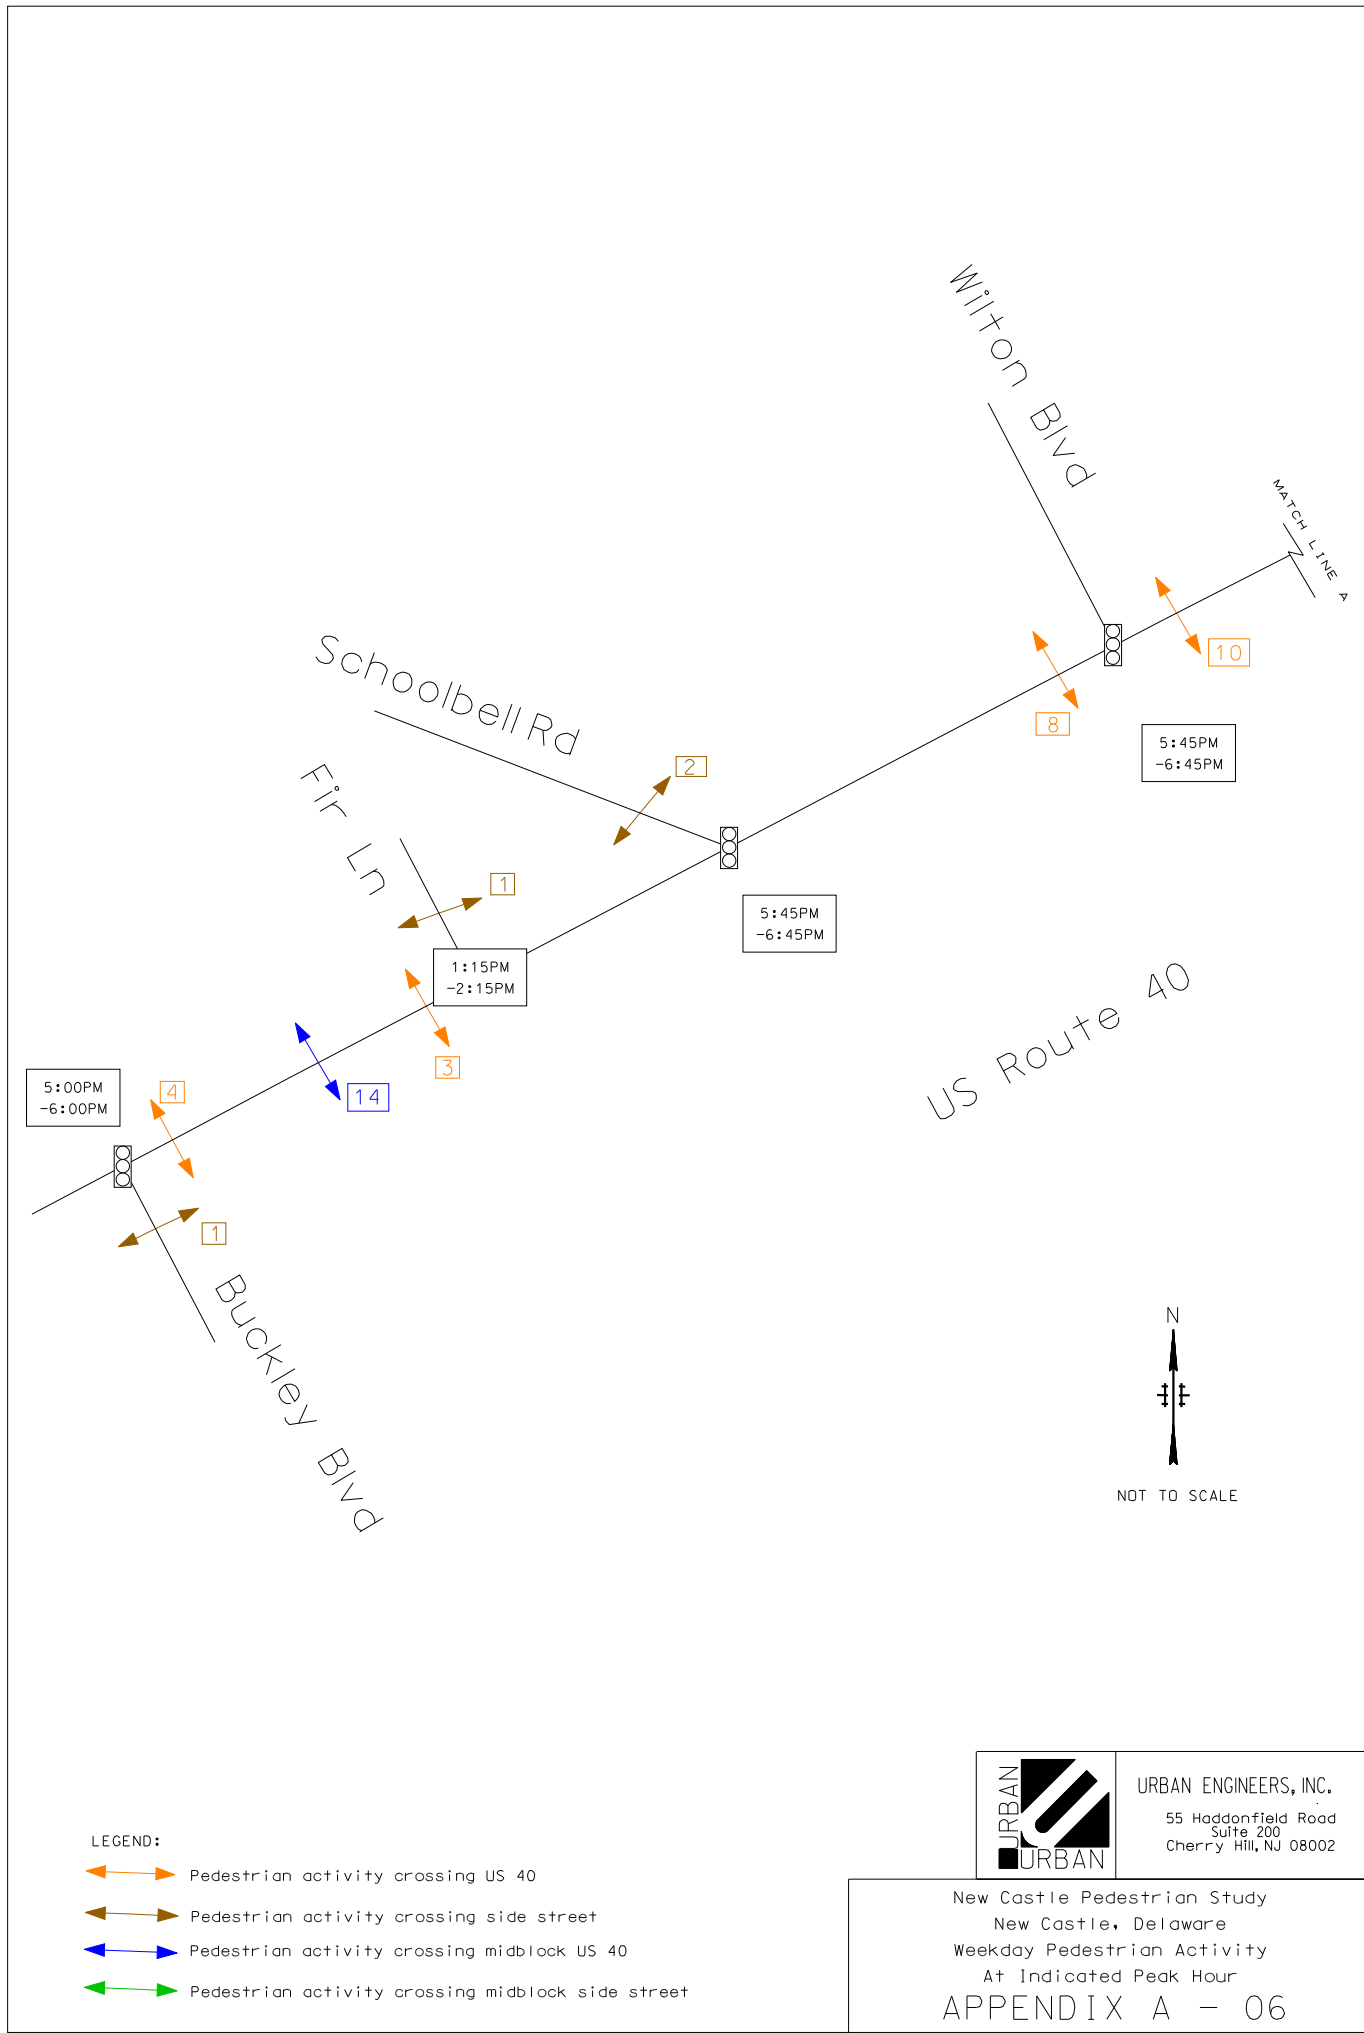 Wilton Blvd
MATCH LINE A
10
8
5:45PM
-6:45PM
Schoolbell Rd
2
Fir Ln
1
5:45PM
-6:45PM
1:15PM
-2:15PM
3
US Route 40
14
5:00PM
-6:00PM
4
1
Buckley Blvd
N
NOT TO SCALE
LEGEND:
Pedestrian activity crossing US 40
Pedestrian activity crossing side street
Pedestrian activity crossing midblock US 40
Pedestrian activity crossing midblock side street
URBAN
URBAN
URBAN ENGINEERS, INC.
55 Haddonfield Road
Suite 200
Cherry Hill, NJ 08002
New Castle Pedestrian Study
New Castle, Delaware
Weekday Pedestrian Activity
At Indicated Peak Hour
APPENDIX A - 06